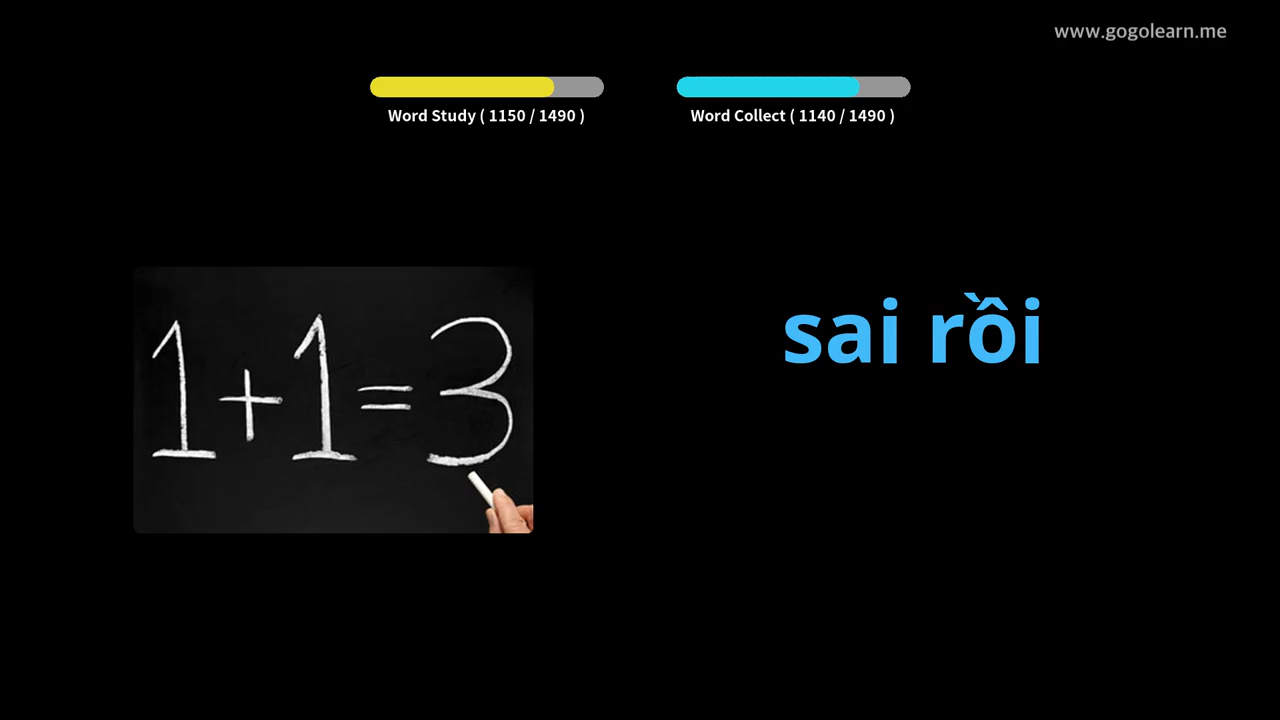 www.gogolearn.me
Word Study ( 1150 / 1490 )
Word Collect ( 1140 / 1490 )
1+1=3
sai rồi